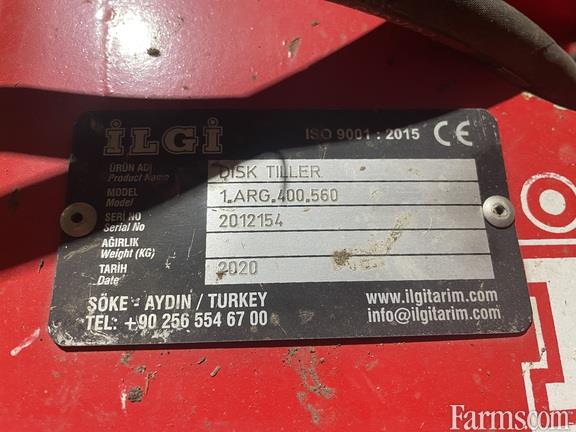 İLGİ
ISO 9001 : 2015 CE
ÜRÜN ADI
Product Name
DISK TILLER
MODEL
Model
1.ARG.400.560
SERİ NO
Serial No
2012154
AĞIRLIK
Weight (KG)
TARİH
Date
2020
SÖKE - AYDIN / TURKEY
TEL: +90 256 554 67 00
www.ilgitarim.com
info@ilgitarim.com
Farms.com®